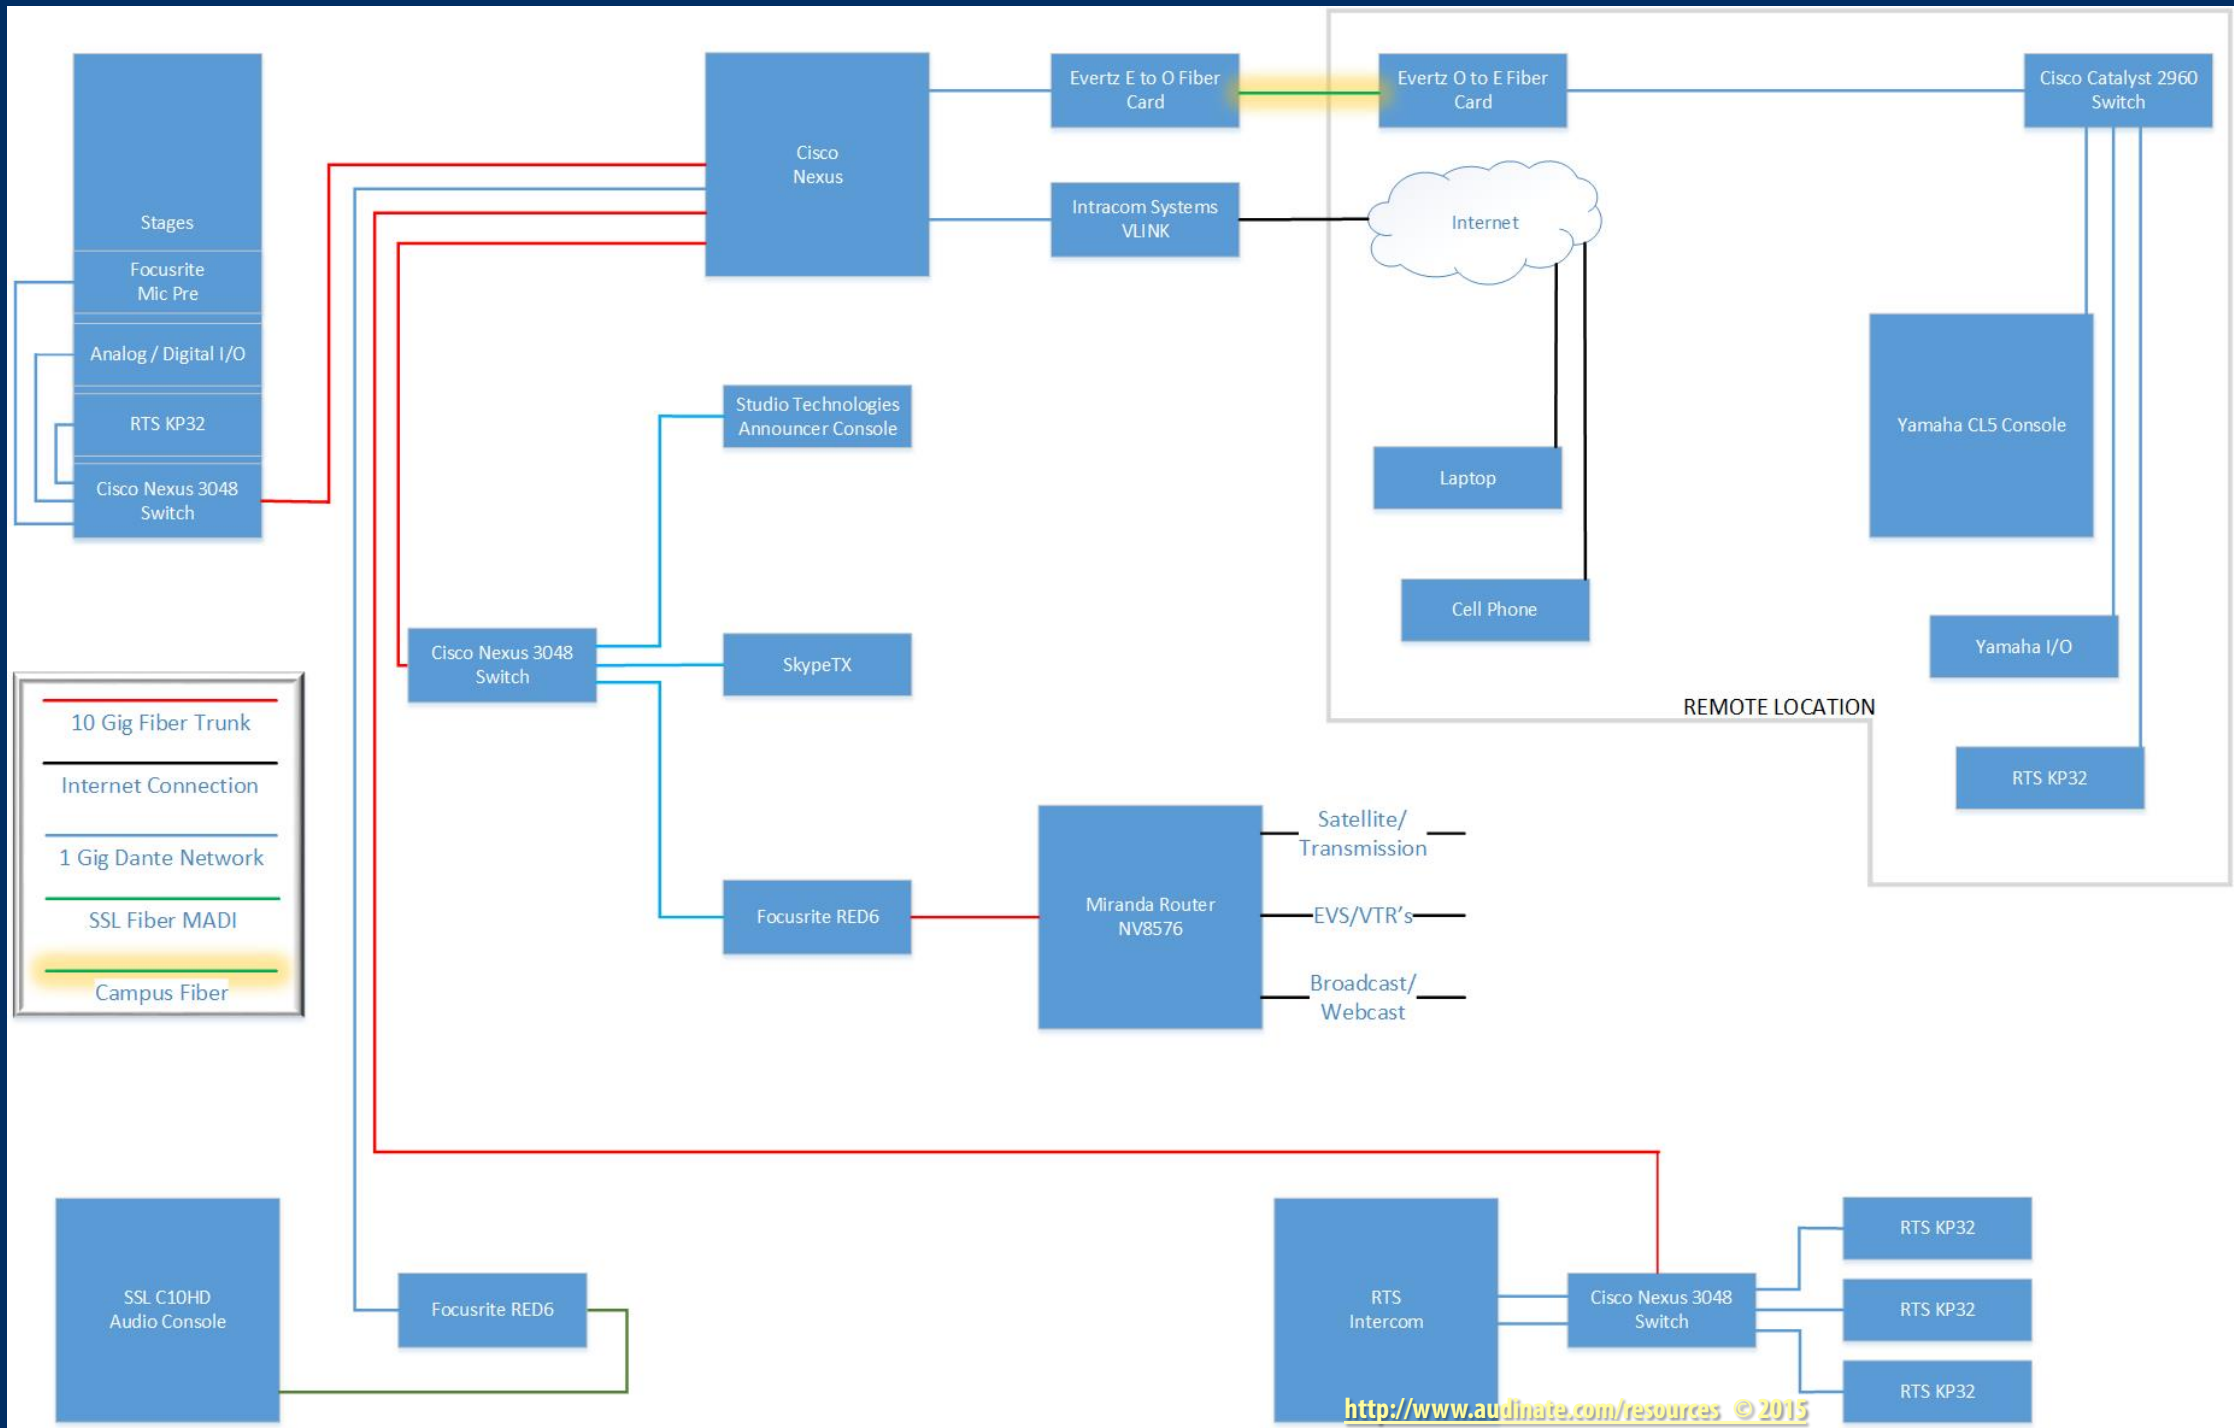 Stages
Focusrite
Mic Pre
Analog / Digital I/O
RTS KP32
Cisco Nexus 3048
Switch
Cisco
Nexus
Evertz E to O Fiber
Card
Evertz O to E Fiber
Card
Cisco Catalyst 2960
Switch
Intracom Systems
VLINK
Internet
Studio Technologies
Announcer Console
Laptop
Yamaha CL5 Console
Cell Phone
Cisco Nexus 3048
Switch
SkypeTX
Yamaha I/O
REMOTE LOCATION
RTS KP32
10 Gig Fiber Trunk
Internet Connection
1 Gig Dante Network
SSL Fiber MADI
Campus Fiber
Focusrite RED6
Miranda Router
NV8576
Satellite/
Transmission
EVS/VTR's
Broadcast/
Webcast
SSL C10HD
Audio Console
Focusrite RED6
RTS
Intercom
Cisco Nexus 3048
Switch
RTS KP32
RTS KP32
RTS KP32
http://www.audinate.com/resources © 2015